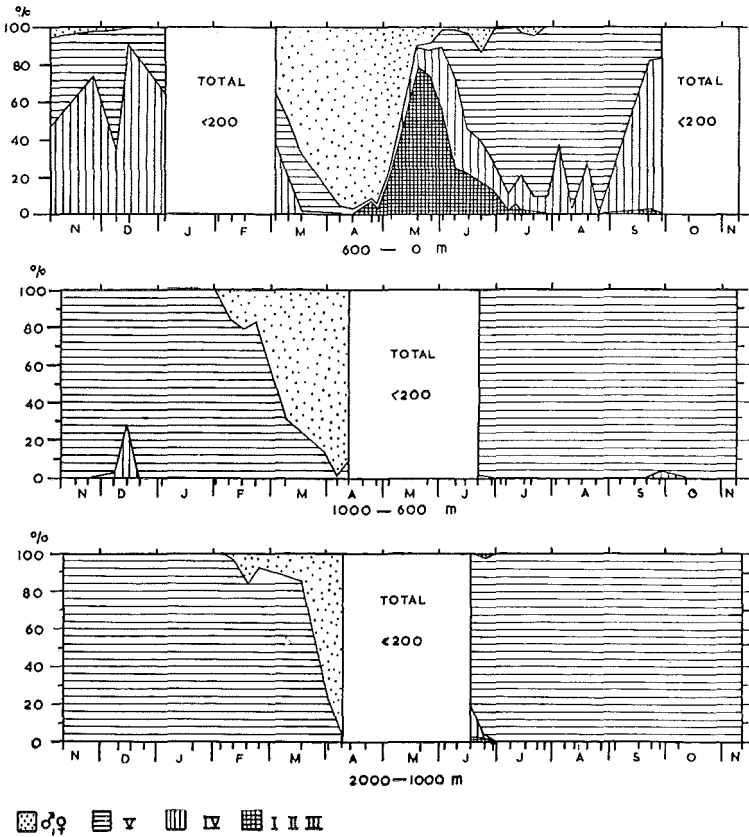 %
100
80
60
40
20
0
TOTAL
<200
TOTAL
<200
N D J F M A M J J A S O N
600 — 0 m
%
100
80
60
40
20
0
TOTAL
<200
N D J F M A M J J A S O N
1000 — 600 m
%
100
80
60
40
20
0
TOTAL
<200
N D J F M A M J J A S O N
2000 — 1000 m
♂,♀ V IV I II III